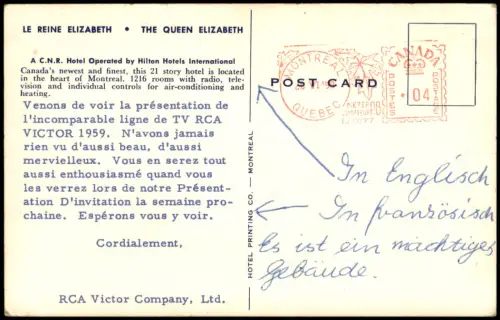 LE REINE ELIZABETH • THE QUEEN ELIZABETH
A C.N.R. Hotel Operated by Hilton Hotels International
Canada's newest and finest, this 21 story hotel is located
in the heart of Montreal. 1216 rooms with radio, tele-
vision and individual controls for air-conditioning and
heating.
Venons de voir la présentation de
l'incomparable ligne de TV RCA
VICTOR 1959. N'avons jamais
rien vu d'aussi beau, d'aussi
mervielleux. Vous en serez tout
aussi enthousiasmé quand vous
les verrez lors de notre Présent-
ation D'invitation la semaine pro-
chaine. Espérons vous y voir.
Cordialement,
RCA Victor Company, Ltd.
HOTEL PRINTING CO. — MONTREAL
POST CARD
MONTREAL
QUEBEC
CANADA
POSTES
POSTAGE
04
In Englisch
In französisch
Es ist ein mächtiges
Gebäude.